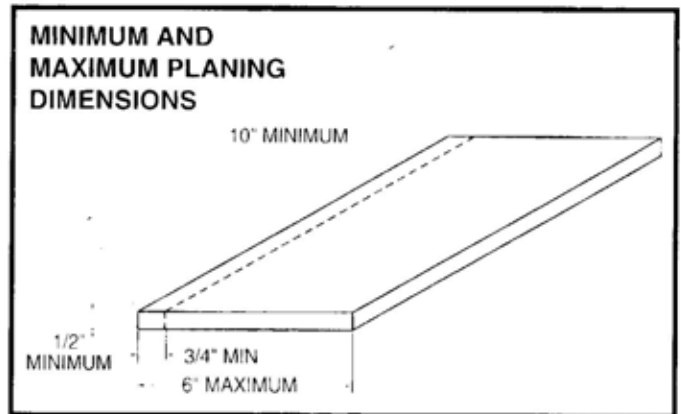 MINIMUM AND
MAXIMUM PLANING
DIMENSIONS
10" MINIMUM
1/2"
MINIMUM
3/4" MIN
6" MAXIMUM